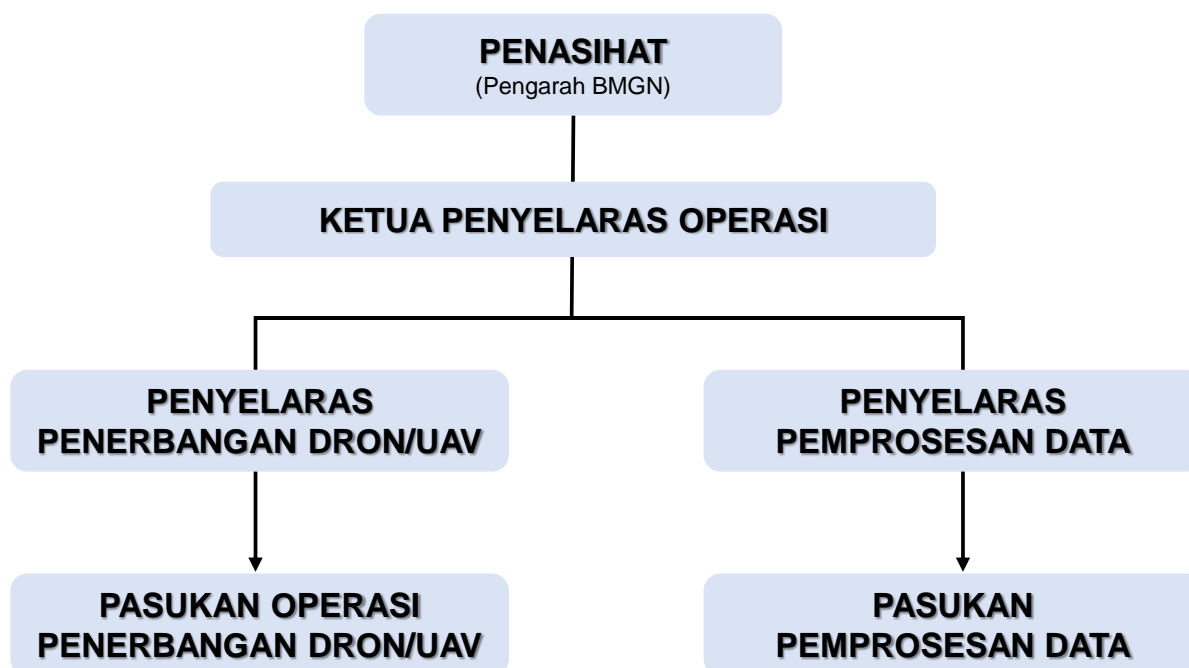 PENASIHAT
(Pengarah BMGN)
KETUA PENYELARAS OPERASI
PENYELARAS
PENERBANGAN DRON/UAV
PENYELARAS
PEMPROSESAN DATA
PASUKAN OPERASI
PENERBANGAN DRON/UAV
PASUKAN
PEMPROSESAN DATA